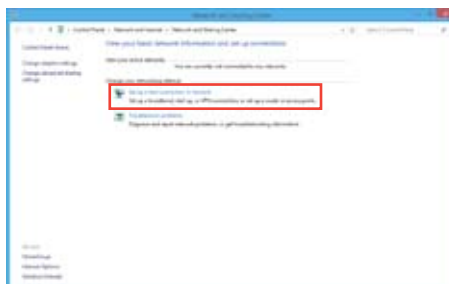 Network and Sharing Center
Control Panel > Network and Internet > Network and Sharing Center
Control Panel Home
View your basic network information and set up connections
Change adapter settings
Change advanced sharing settings
View your active networks
You are currently not connected to any networks.
Change your networking settings
Set up a new connection or network
Set up a broadband, dial-up, or VPN connection; or set up a router or access point.
Troubleshoot problems
Diagnose and repair network problems, or get troubleshooting information.
See also
HomeGroup
Internet Options
Windows Firewall